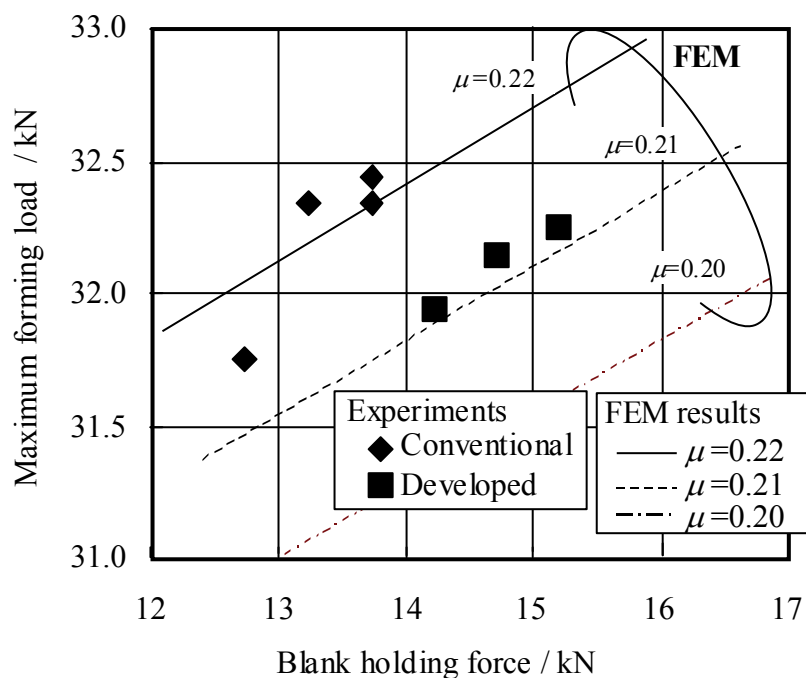 33.0
32.5
32.0
31.5
31.0
Maximum forming load / kN
FEM
μ=0.22
μ=0.21
μ=0.20
Experiments
Conventional
Developed
FEM results
μ=0.22
μ=0.21
μ=0.20
12 13 14 15 16 17
Blank holding force / kN